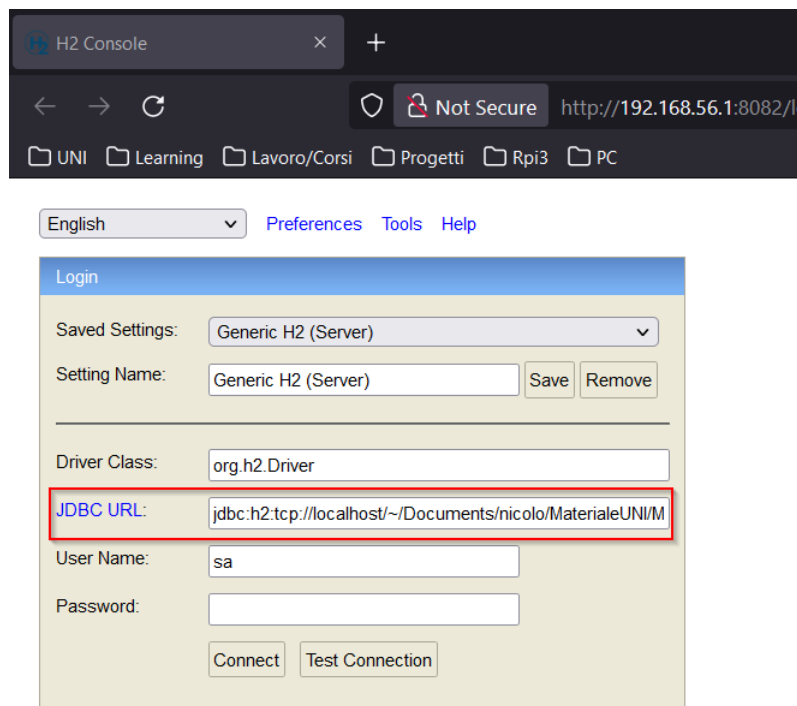 H2 Console
Not Secure http://192.168.56.1:8082/l
UNI Learning Lavoro/Corsi Progetti Rpi3 PC
English Preferences Tools Help
Login
Saved Settings: Generic H2 (Server)
Setting Name: Generic H2 (Server) Save Remove
Driver Class: org.h2.Driver
JDBC URL: jdbc:h2:tcp://localhost/~/Documents/nicolo/MaterialeUNI/M
User Name: sa
Password:
Connect Test Connection